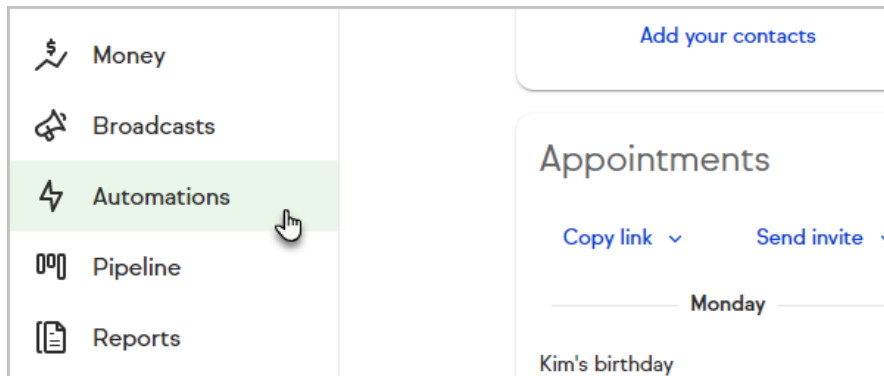 Money
Broadcasts
Automations
Pipeline
Reports
Add your contacts
Appointments
Copy link
Send invite
Monday
Kim's birthday